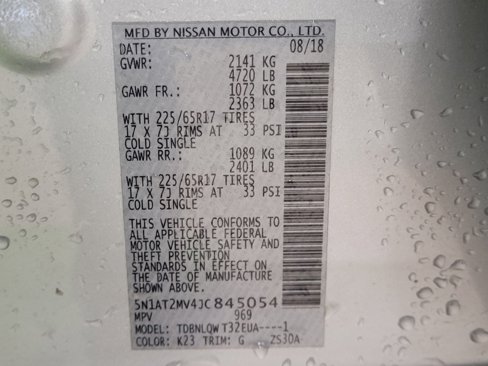 MFD BY NISSAN MOTOR CO., LTD.
DATE: 08/18
GVWR: 2141 KG
4720 LB
GAWR FR.: 1072 KG
2363 LB
WITH 225/65R17 TIRES
17 X 7J RIMS AT 33 PSI
COLD SINGLE
GAWR RR.: 1089 KG
2401 LB
WITH 225/65R17 TIRES
17 X 7J RIMS AT 33 PSI
COLD SINGLE
THIS VEHICLE CONFORMS TO
ALL APPLICABLE FEDERAL
MOTOR VEHICLE SAFETY AND
THEFT PREVENTION
STANDARDS IN EFFECT ON
THE DATE OF MANUFACTURE
SHOWN ABOVE.
5N1AT2MV4JC845054
MPV 969
MODEL: TDBNLQW T32EUA----1
COLOR: K23 TRIM: G ZS30A